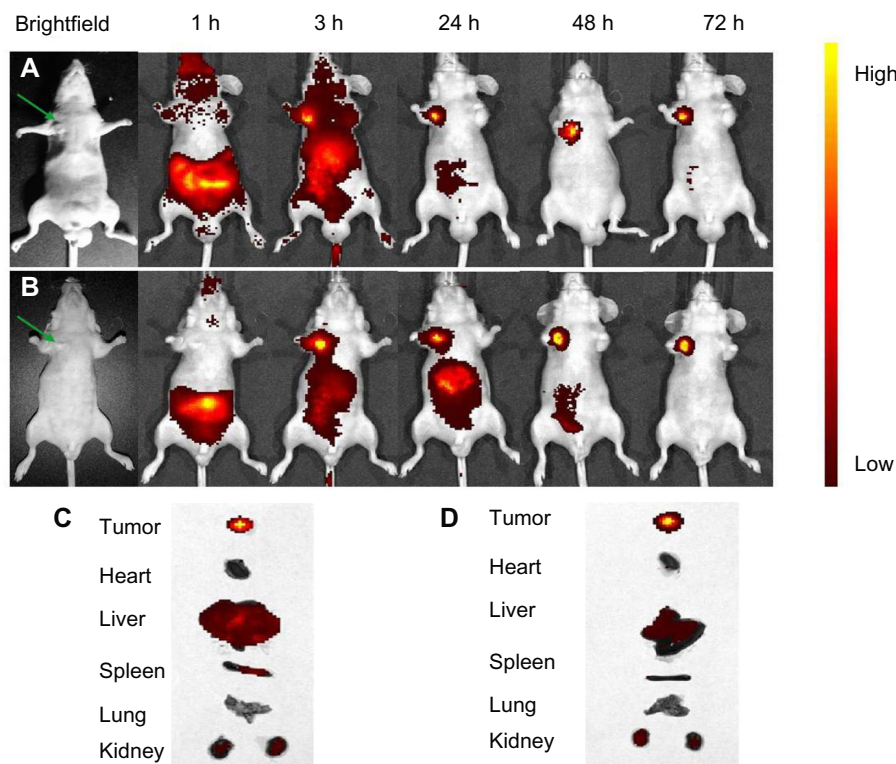 Brightfield 1 h 3 h 24 h 48 h 72 h
A
High
B
Low
C
Tumor
Heart
Liver
Spleen
Lung
Kidney
D
Tumor
Heart
Liver
Spleen
Lung
Kidney